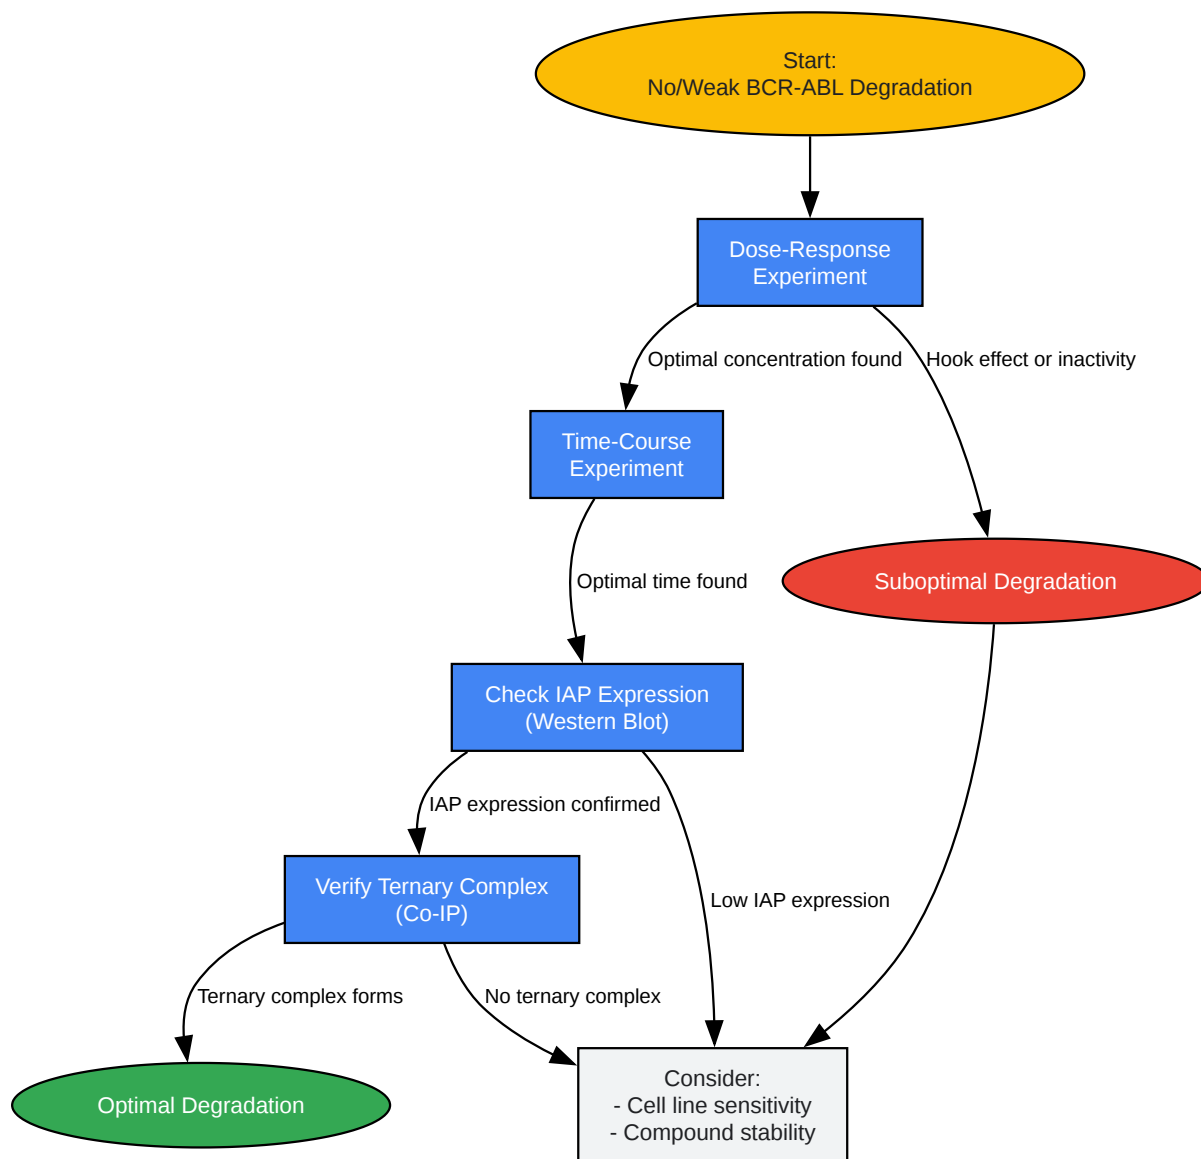 Start:
No/Weak BCR-ABL Degradation
Dose-Response
Experiment
Optimal concentration found
Hook effect or inactivity
Time-Course
Experiment
Optimal time found
Suboptimal Degradation
Check IAP Expression
(Western Blot)
IAP expression confirmed
Low IAP expression
Verify Ternary Complex
(Co-IP)
Ternary complex forms
No ternary complex
Optimal Degradation
Consider:
- Cell line sensitivity
- Compound stability